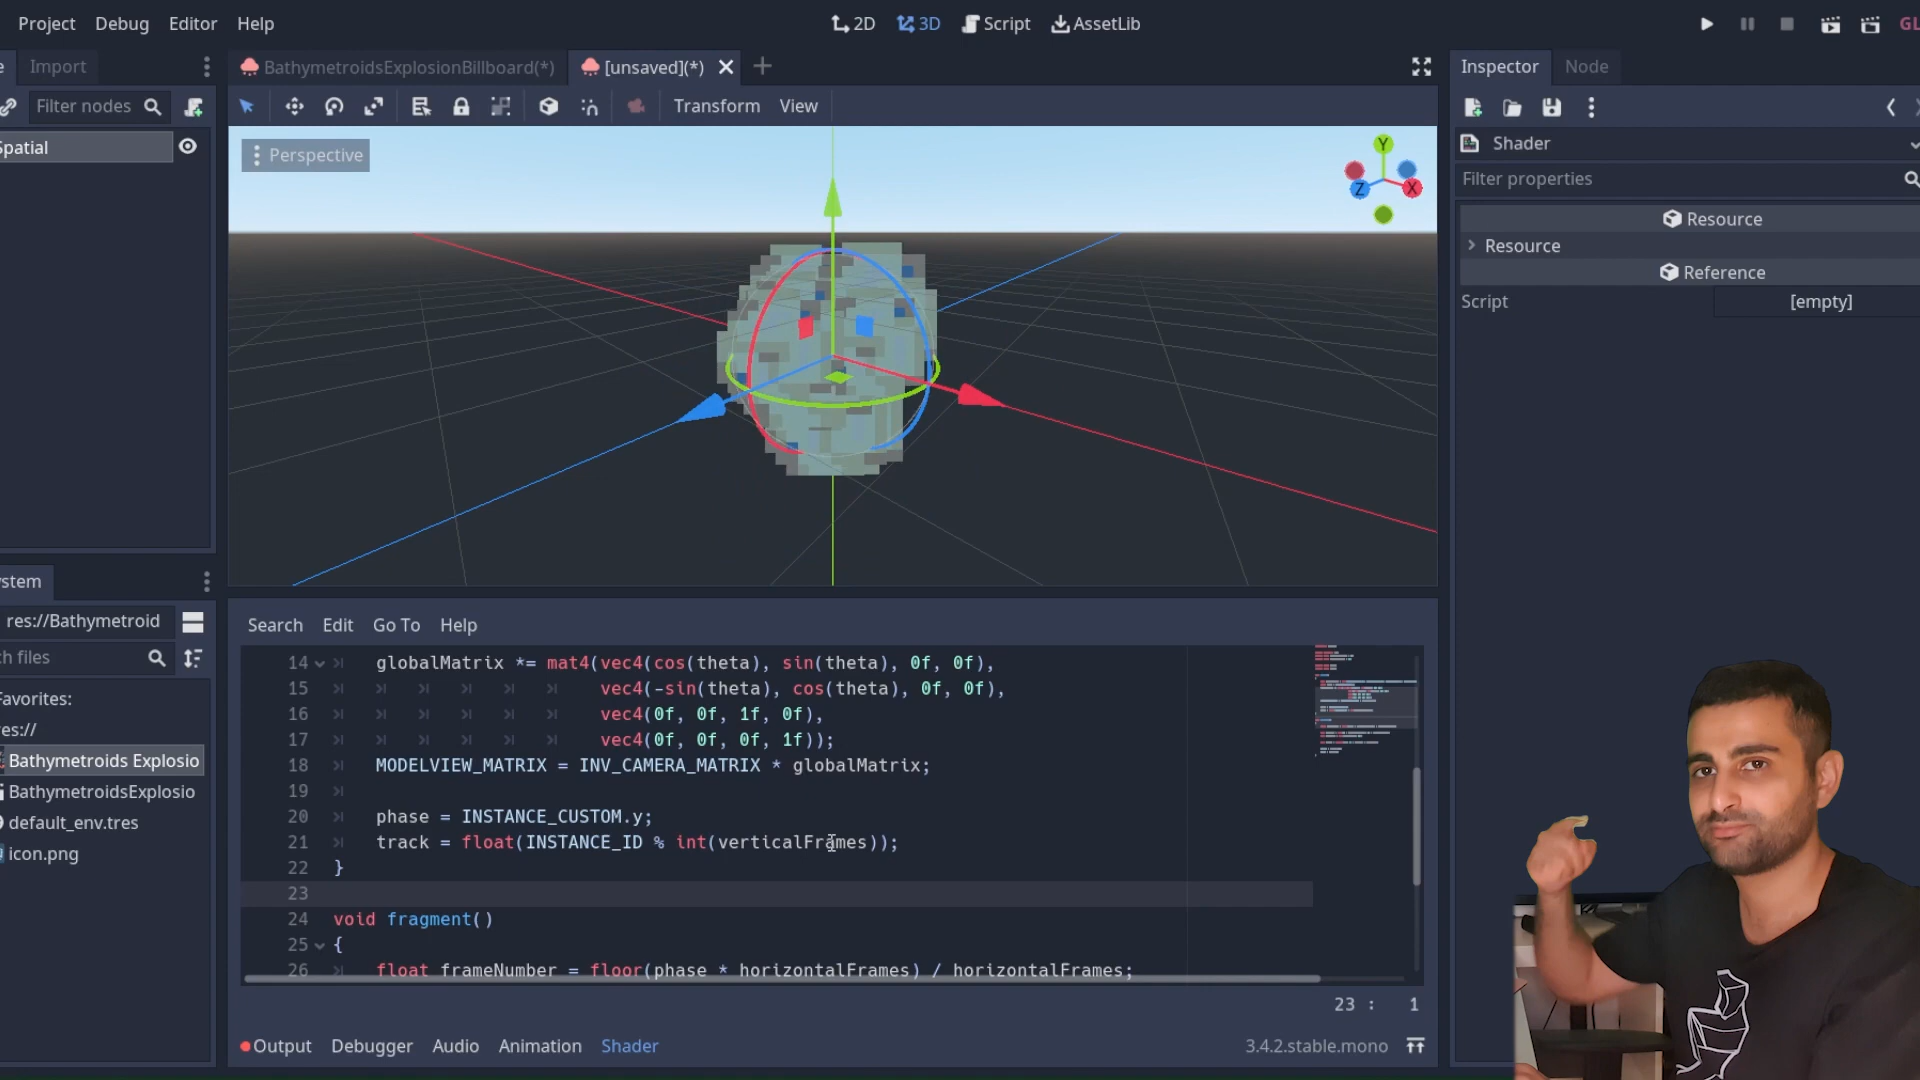 Project Debug Editor Help
2D 3D Script AssetLib
GL
Import
BathymetroidsExplosionBillboard(*)
[unsaved](*)
Inspector Node
Filter nodes
Transform View
Spatial
Perspective
Y
Z
X
Shader
Filter properties
Resource
Resource
Reference
Script [empty]
ystem
res://Bathymetroid
ch files
Favorites:
res://
Bathymetroids Explosio
BathymetroidsExplosio
default_env.tres
icon.png
Search Edit Go To Help
14 globalMatrix *= mat4(vec4(cos(theta), sin(theta), 0f, 0f),
15 vec4(-sin(theta), cos(theta), 0f, 0f),
16 vec4(0f, 0f, 1f, 0f),
17 vec4(0f, 0f, 0f, 1f));
18 MODELVIEW_MATRIX = INV_CAMERA_MATRIX * globalMatrix;
19
20 phase = INSTANCE_CUSTOM.y;
21 track = float(INSTANCE_ID % int(verticalFrames));
22 }
23
24 void fragment()
25 {
26 float frameNumber = floor(phase * horizontalFrames) / horizontalFrames;
23 : 1
Output Debugger Audio Animation Shader
3.4.2.stable.mono